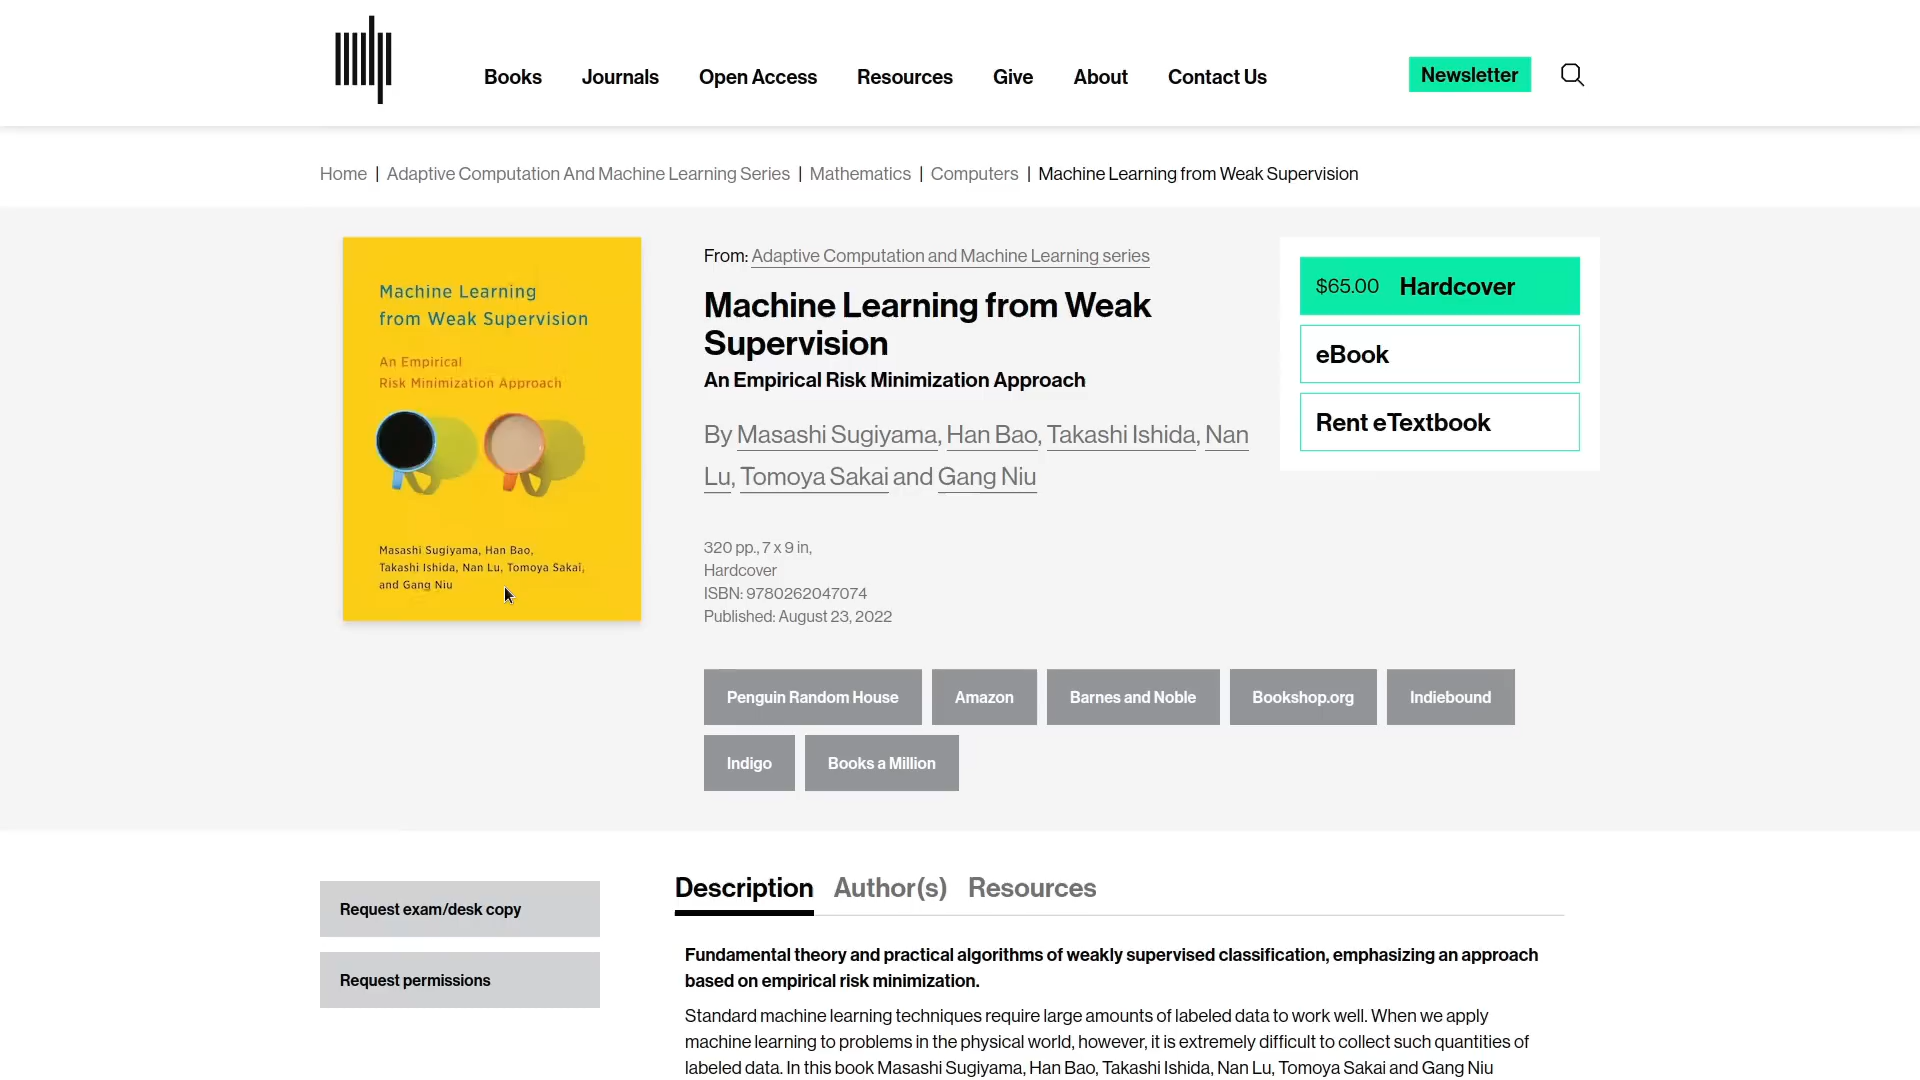 Books Journals Open Access Resources Give About Contact Us Newsletter
Home | Adaptive Computation And Machine Learning Series | Mathematics | Computers | Machine Learning from Weak Supervision
Machine Learning
from Weak Supervision
An Empirical
Risk Minimization Approach
Masashi Sugiyama, Han Bao,
Takashi Ishida, Nan Lu, Tomoya Sakai,
and Gang Niu
From: Adaptive Computation and Machine Learning series
Machine Learning from Weak
Supervision
An Empirical Risk Minimization Approach
By Masashi Sugiyama, Han Bao, Takashi Ishida, Nan
Lu, Tomoya Sakai and Gang Niu
320 pp., 7 x 9 in,
Hardcover
ISBN: 9780262047074
Published: August 23, 2022
$65.00 Hardcover
eBook
Rent eTextbook
Penguin Random House Amazon Barnes and Noble Bookshop.org Indiebound
Indigo Books a Million
Request exam/desk copy
Request permissions
Description Author(s) Resources
Fundamental theory and practical algorithms of weakly supervised classification, emphasizing an approach
based on empirical risk minimization.
Standard machine learning techniques require large amounts of labeled data to work well. When we apply
machine learning to problems in the physical world, however, it is extremely difficult to collect such quantities of
labeled data. In this book Masashi Sugiyama, Han Bao, Takashi Ishida, Nan Lu, Tomoya Sakai and Gang Niu